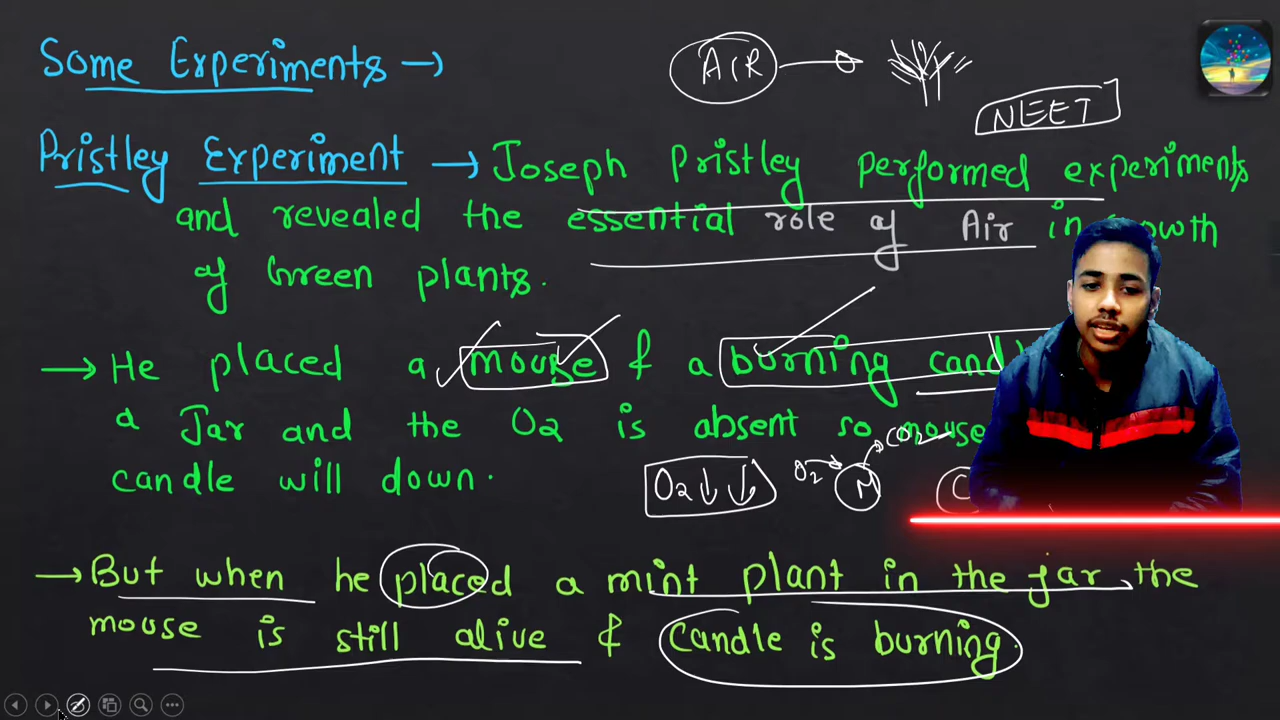 Some Experiments →
AIR
NEET
Pristley Experiment → Joseph Pristley performed experiments
and revealed the essential role of Air in growth
of Green plants.
→ He placed a mouse & a burning
a Jar and the O2 is absent so mouse
candle will down.
O2 ↓ ↓
O2 → M → CO2
→ But when he placed a mint plant in the jar the
mouse is still alive & Candle is burning.